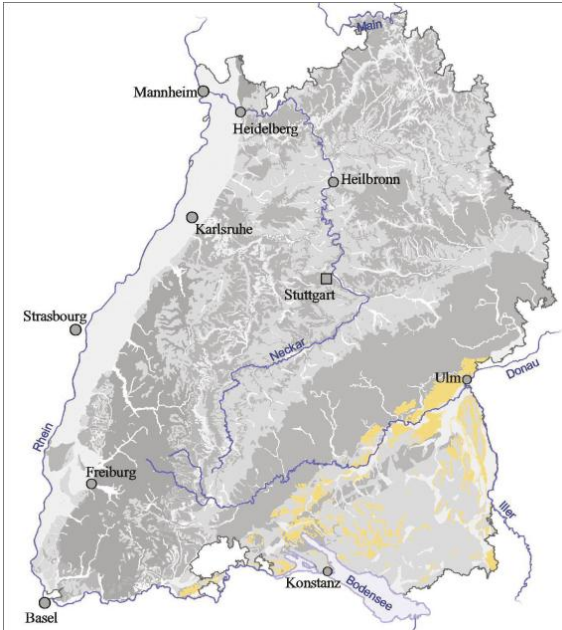 Main
Mannheim
Heidelberg
Heilbronn
Karlsruhe
Stuttgart
Strasbourg
Neckar
Ulm
Donau
Rhein
Freiburg
Iller
Konstanz
Bodensee
Basel